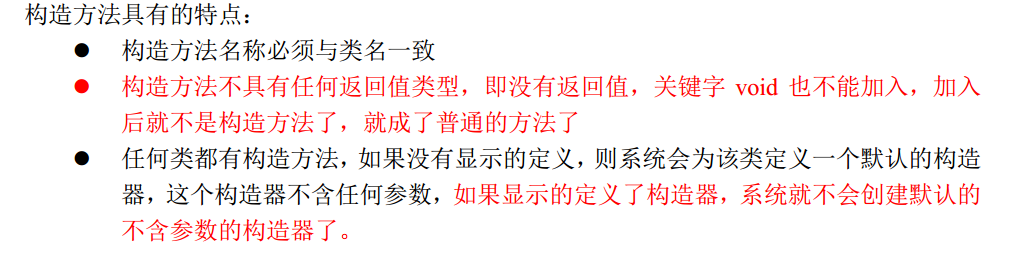 构造方法具有的特点：
● 构造方法名称必须与类名一致
● 构造方法不具有任何返回值类型，即没有返回值，关键字 void 也不能加入，加入
后就不是构造方法了，就成了普通的方法了
● 任何类都有构造方法，如果没有显示的定义，则系统会为该类定义一个默认的构造
器，这个构造器不含任何参数，如果显示的定义了构造器，系统就不会创建默认的
不含参数的构造器了。